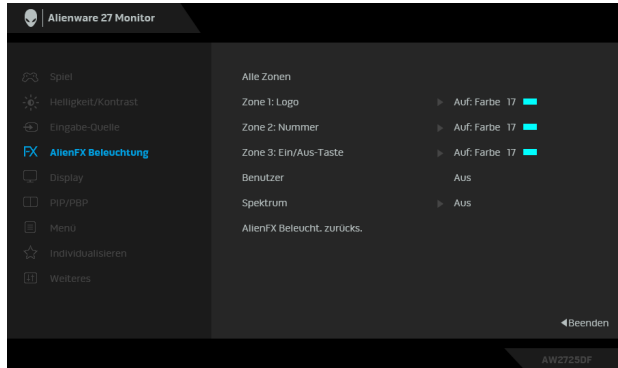 Alienware 27 Monitor
Spiel
Helligkeit/Kontrast
Eingabe-Quelle
FX AlienFX Beleuchtung
Display
PIP/PBP
Menü
Individualisieren
Weiteres
Alle Zonen
Zone 1: Logo Auf: Farbe 17
Zone 2: Nummer Auf: Farbe 17
Zone 3: Ein/Aus-Taste Auf: Farbe 17
Benutzer Aus
Spektrum Aus
AlienFX Beleucht. zurücks.
Beenden
AW2725DF